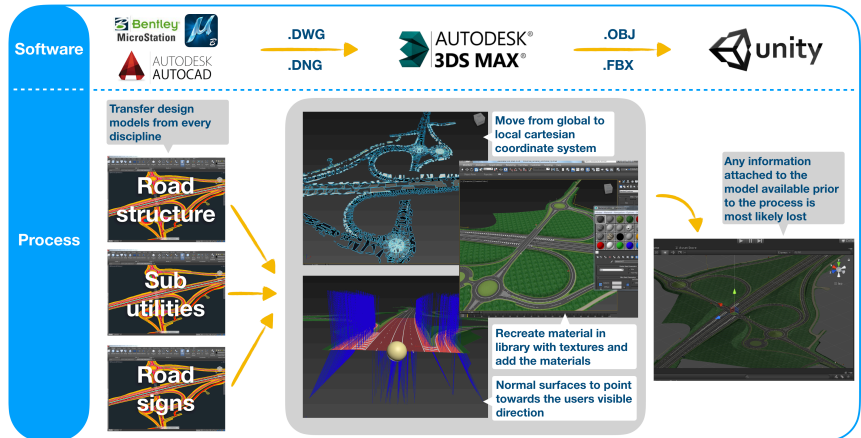 Software
Bentley®
MicroStation
B
AUTODESK®
AUTOCAD
.DWG
.DNG
AUTODESK®
3DS MAX®
.OBJ
.FBX
unity
Process
Transfer design
models from every
discipline
Road
structure
Sub
utilities
Road
signs
Move from global to
local cartesian
coordinate system
Recreate material in
library with textures and
add the materials
Normal surfaces to point
towards the users visible
direction
Any information
attached to the
model available prior
to the process is
most likely lost